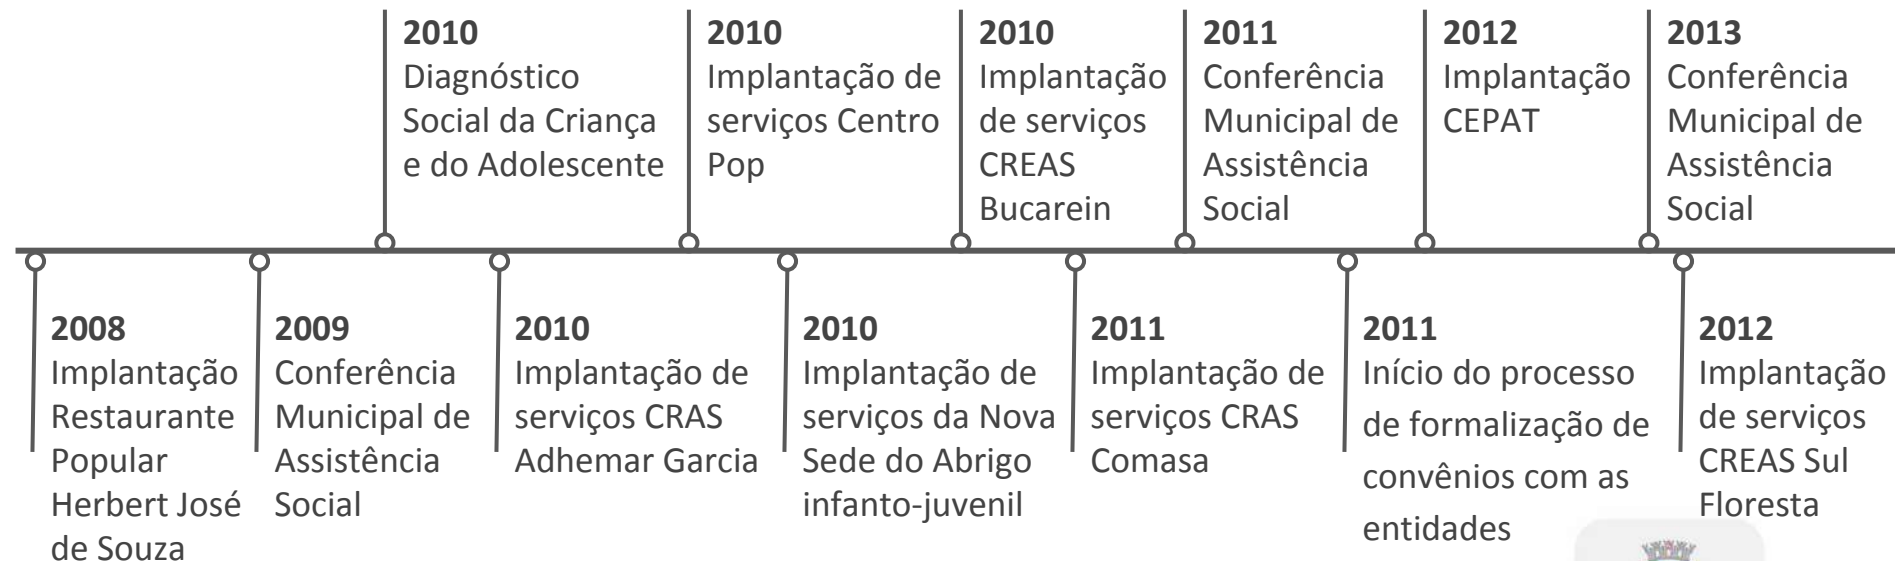 2010
Diagnóstico
Social da Criança
e do Adolescente
2010
Implantação de
serviços Centro
Pop
2010
Implantação
de serviços
CREAS
Bucarein
2011
Conferência
Municipal de
Assistência
Social
2012
Implantação
CEPAT
2013
Conferência
Municipal de
Assistência
Social
2008
Implantação
Restaurante
Popular
Herbert José
de Souza
2009
Conferência
Municipal de
Assistência
Social
2010
Implantação de
serviços CRAS
Adhemar Garcia
2010
Implantação de
serviços da Nova
Sede do Abrigo
infanto-juvenil
2011
Implantação de
serviços CRAS
Comasa
2011
Início do processo
de formalização de
convênios com as
entidades
2012
Implantação
de serviços
CREAS Sul
Floresta